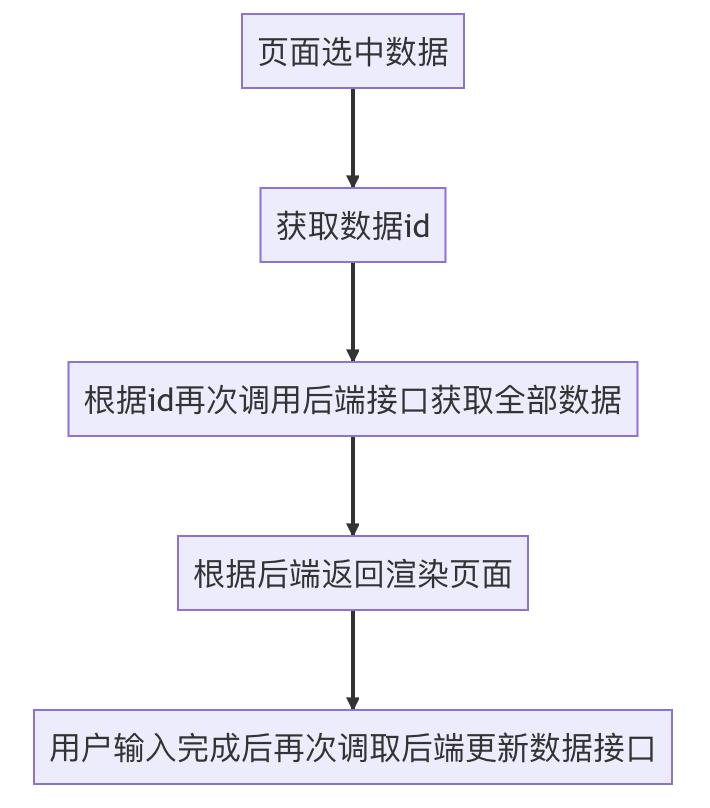 页面选中数据
获取数据id
根据id再次调用后端接口获取全部数据
根据后端返回渲染页面
用户输入完成后再次调取后端更新数据接口